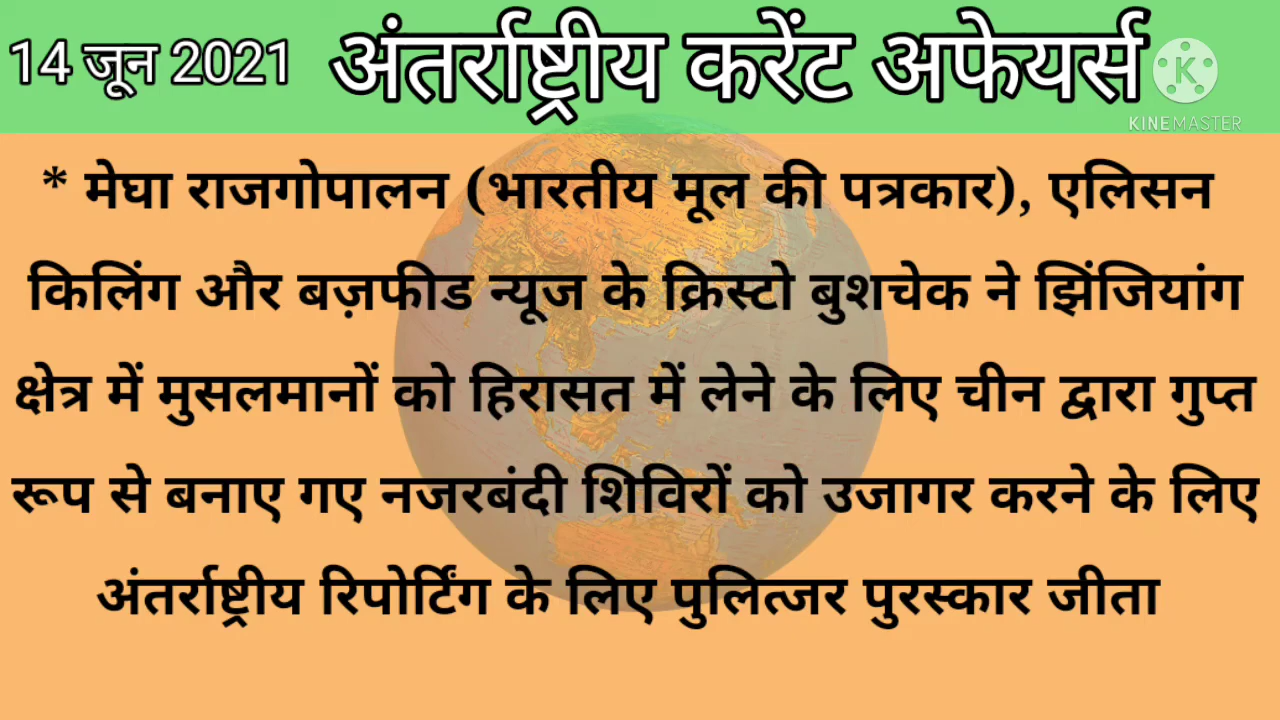 14 जून 2021 अंतर्राष्ट्रीय करेंट अफेयर्स
KINEMASTER
* मेघा राजगोपालन (भारतीय मूल की पत्रकार), एलिसन
किलिंग और बज़फीड न्यूज के क्रिस्टो बुशचेक ने झिंजियांग
क्षेत्र में मुसलमानों को हिरासत में लेने के लिए चीन द्वारा गुप्त
रूप से बनाए गए नजरबंदी शिविरों को उजागर करने के लिए
अंतर्राष्ट्रीय रिपोर्टिंग के लिए पुलित्जर पुरस्कार जीता